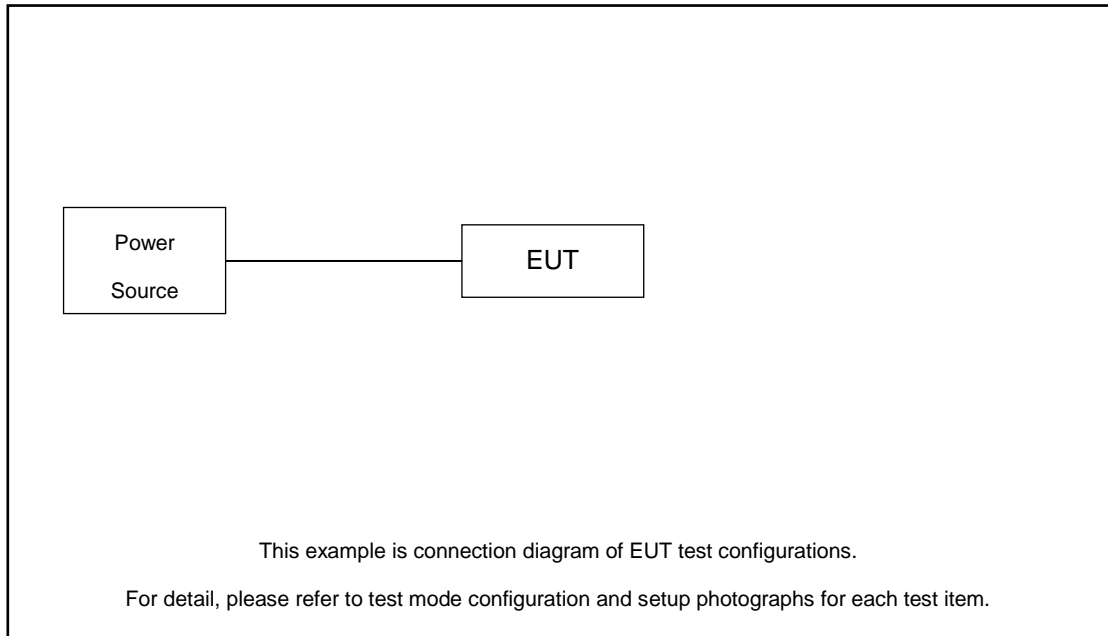 Power
Source
EUT
This example is connection diagram of EUT test configurations.
For detail, please refer to test mode configuration and setup photographs for each test item.